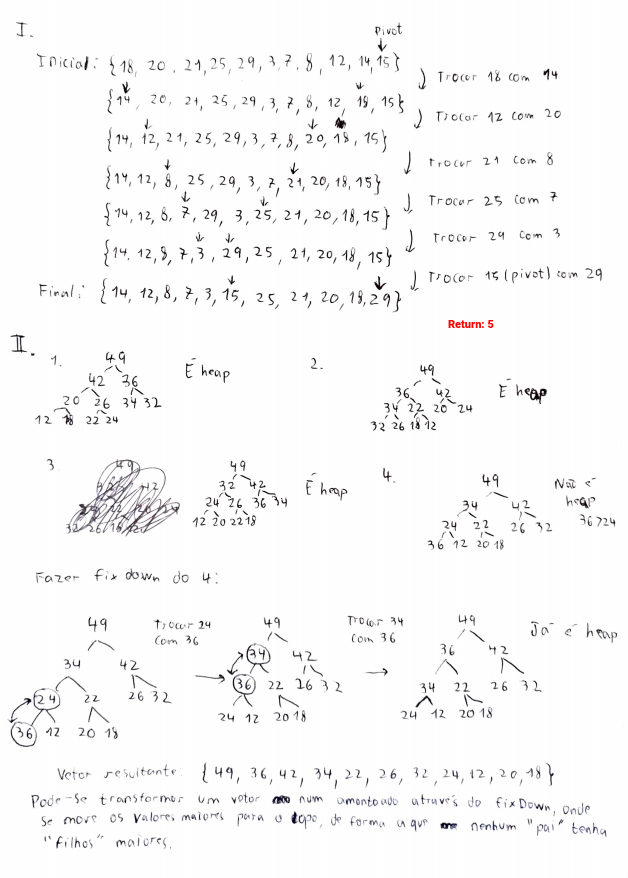 I.
pivot
Inicial: {18, 20, 21, 25, 29, 3, 7, 8, 12, 14, 15}
Trocar 18 com 14
{14, 20, 21, 25, 29, 3, 7, 8, 12, 18, 15}
Trocar 12 com 20
{14, 12, 21, 25, 29, 3, 7, 8, 20, 18, 15}
Trocar 21 com 8
{14, 12, 8, 25, 29, 3, 7, 21, 20, 18, 15}
Trocar 25 com 7
{14, 12, 8, 7, 29, 3, 25, 21, 20, 18, 15}
Trocar 29 com 3
{14, 12, 8, 7, 3, 29, 25, 21, 20, 18, 15}
Trocar 15 (pivot) com 29
Final: {14, 12, 8, 7, 3, 15, 25, 21, 20, 18, 29}
Return: 5
II.
1.
49
42 36
20 26 34 32
12 18 22 24
É heap
2.
49
36 42
34 22 20 24
32 26 18 12
É heap
3.
49
32 42
24 26 36 34
12 20 22 18
É heap
4.
49
34 42
24 22 26 32
36 12 20 18
Não é
heap
36>24
Fazer fix down do 4:
49
34 42
24 22 26 32
36 12 20 18
Trocar 24
com 36
49
34 42
36 22 26 32
24 12 20 18
Trocar 34
com 36
49
36 42
34 22 26 32
24 12 20 18
Já é heap
Vetor resultante: {49, 36, 42, 34, 22, 26, 32, 24, 12, 20, 18}
Pode-se transformar um vetor num amontoado através do fixDown, onde
se move os valores maiores para o topo, de forma a que nenhum "pai" tenha
"filhos" maiores.